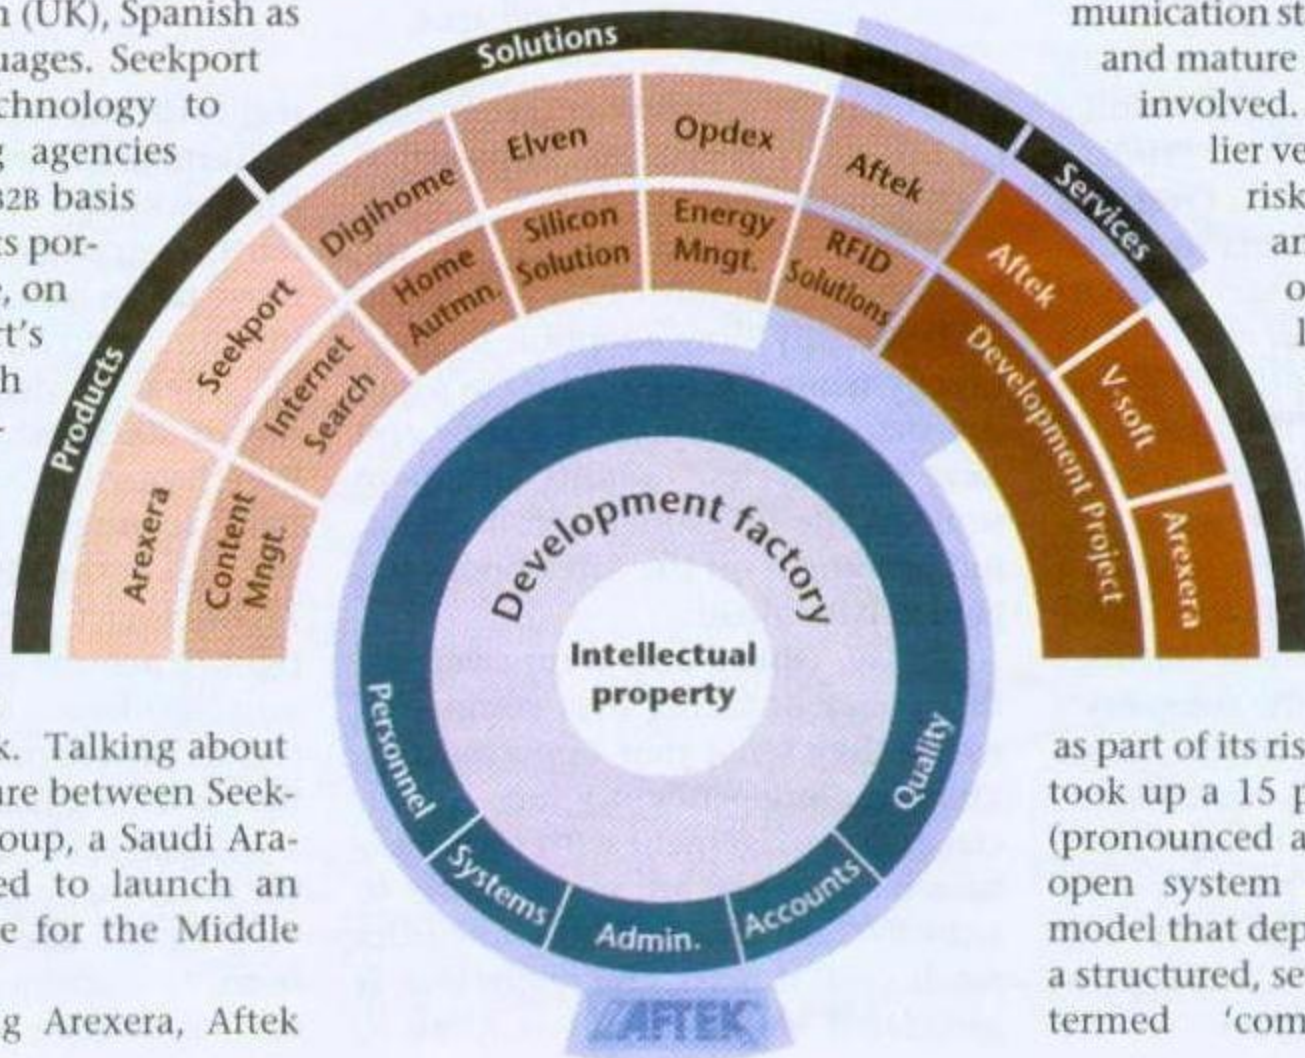 n (UK), Spanish as
uages. Seekport
chnology to
g agencies
B2B basis
ts por-
e, on
rt's
h
munication st
and mature
involved.
lier ve
risk
an
o
l
Products
Solutions
Services
Arexera
Seekport
Digihome
Elven
Opdex
Aftek
Aftek
V-soft
Arexera
Content
Mngt.
Internet
Search
Home
Autmn.
Silicon
Solution
Energy
Mngt.
RFID
Solutions
Development Project
Development factory
Intellectual
property
Personnel
Systems
Admin.
Accounts
Quality
AFTEK
k. Talking about
ure between Seek-
oup, a Saudi Ara-
ed to launch an
e for the Middle
g Arexera, Aftek
as part of its ris
took up a 15 p
(pronounced a
open system
model that dep
a structured, se
termed 'com